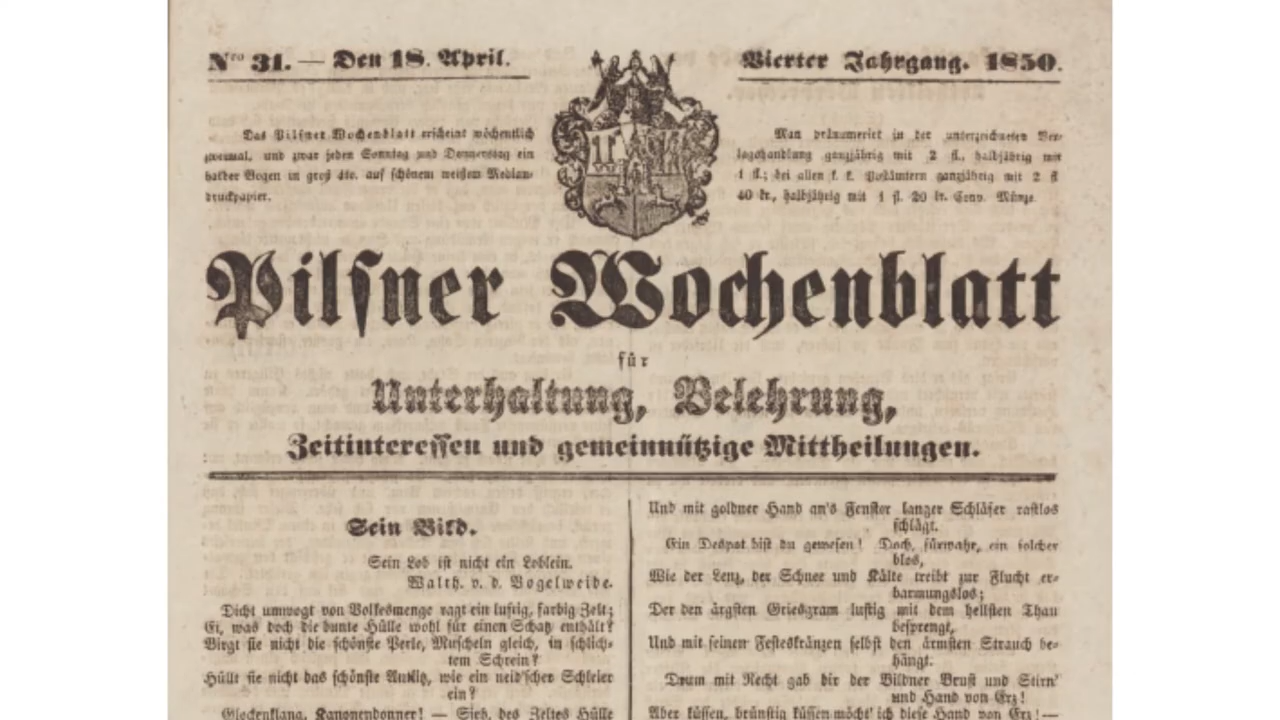 Nro 31. — Den 18. April.
Vierter Jahrgang. 1850.
Das Pilsner Wochenblatt erscheint wöchentlich
zweimal, und zwar jeden Sonntag und Donnerstag ein
halber Bogen in groß 4to. auf schönem weißem Median-
druckpapier.
Man pränumerirt in der unterzeichneten Ver-
lagshandlung ganzjährig mit 2 fl., halbjährig mit
1 fl.; bei allen k. k. Postämtern ganzjährig mit 2 fl
40 kr., halbjährig mit 1 fl. 20 kr. Conv. Münze
Pilsner Wochenblatt
für
Unterhaltung, Belehrung,
Zeitinteressen und gemeinnützige Mittheilungen.
Sein Bild.
Sein Lob ist nicht ein Loblein.
Walth. v. d. Vogelweide.
Dicht umwogt von Volkesmenge ragt ein luftig, farbig Zelt;
Ei, was doch die bunte Hülle wohl für einen Schatz enthält?
Birgt sie nicht die schönste Perle, Muscheln gleich, in schlich-
tem Schrein?
Hüllt sie nicht das schönste Antlitz, wie ein neid'scher Schleier
ein?
Glockenklang, Kanonendonner! — Sieh, des Zeltes Hülle
Und mit goldner Hand an's Fenster langer Schläfer rastlos
schlägt.
Ein Despot bist du gewesen! Doch, fürwahr, ein solcher
blos,
Wie der Lenz, der Schnee und Kälte treibt zur Flucht er-
barmungslos;
Der den ärgsten Griesgram lustig mit dem hellsten Thau
besprengt,
Und mit seinen Festeskränzen selbst den ärmsten Strauch be-
hängt.
Drum mit Recht gab dir der Bildner Brust und Stirn'
und Hand von Erz!
Aber küssen, brünstig küssen möcht' ich diese Hand von Erz! —